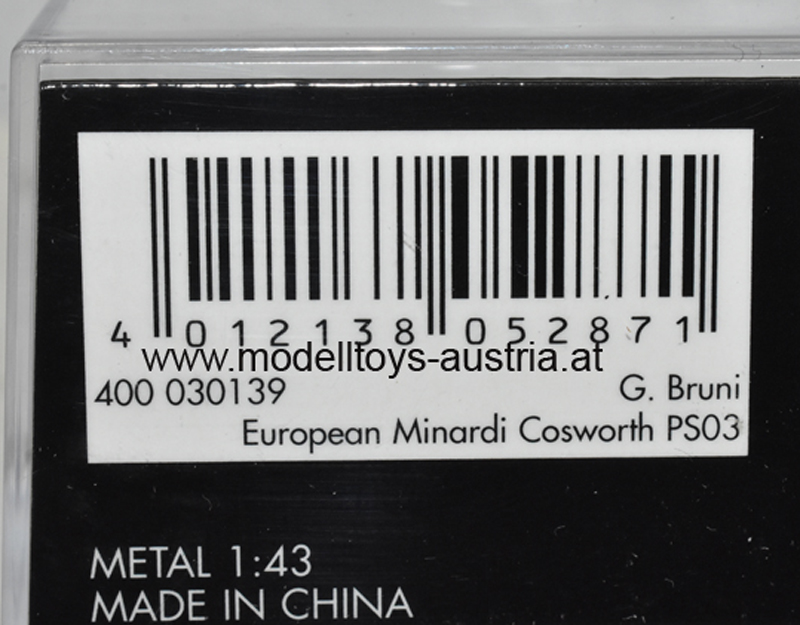 4 012138 052871
www.modelltoys-austria.at
400 030139 G. Bruni
European Minardi Cosworth PS03
METAL 1:43
MADE IN CHINA